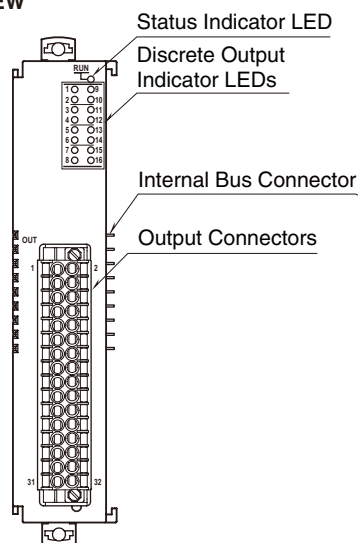 EW
Status Indicator LED
Discrete Output
Indicator LEDs
RUN
1 9
2 10
3 11
4 12
5 13
6 14
7 15
8 16
Internal Bus Connector
OUT
Output Connectors
1 2
31 32